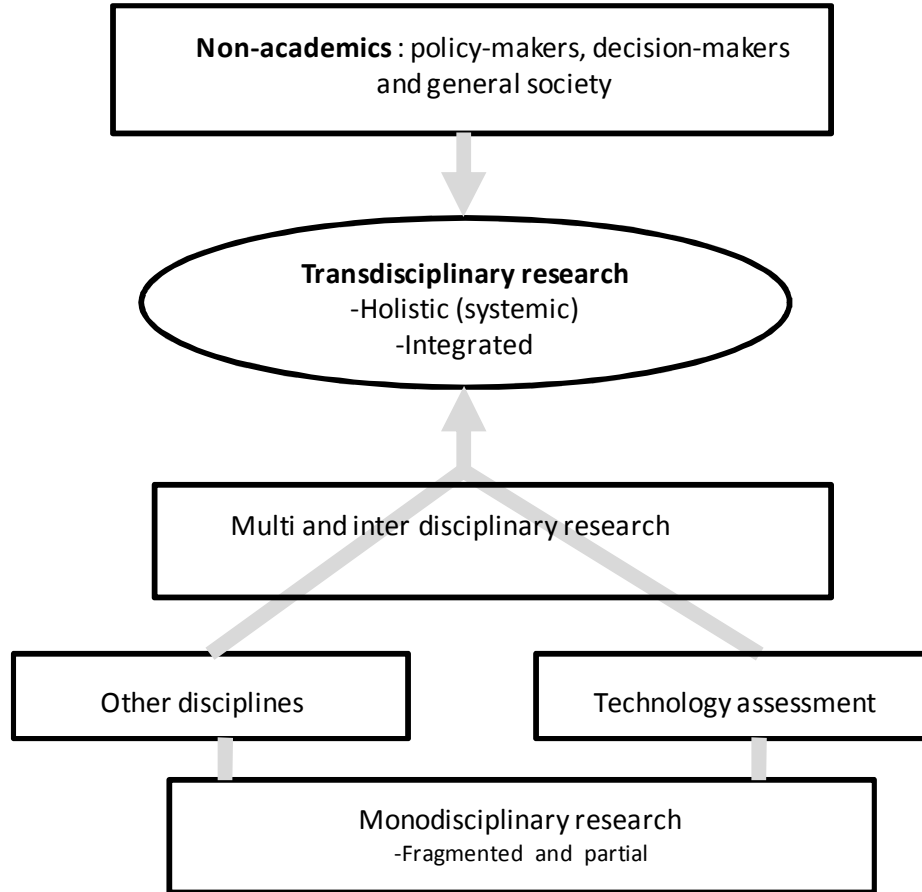 Non-academics : policy-makers, decision-makers
and general society
Transdisciplinary research
-Holistic (systemic)
-Integrated
Multi and inter disciplinary research
Other disciplines
Technology assessment
Monodisciplinary research
-Fragmented and partial